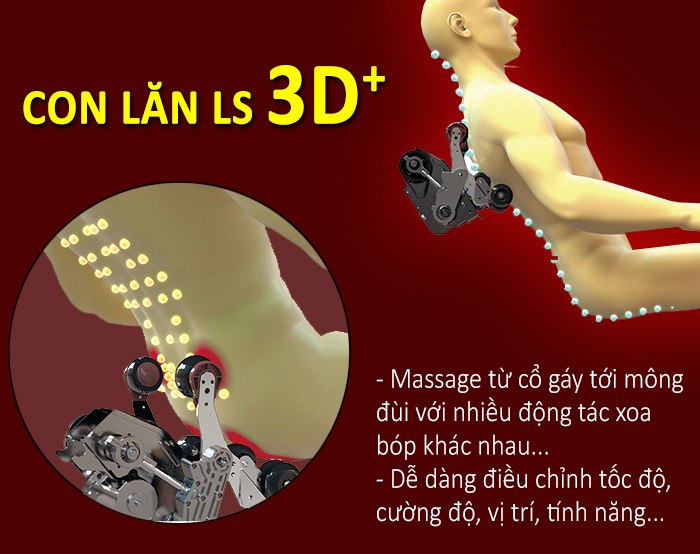 CON LĂN LS 3D+
- Massage từ cổ gáy tới mông
đùi với nhiều động tác xoa
bóp khác nhau...
- Dễ dàng điều chỉnh tốc độ,
cường độ, vị trí, tính năng...